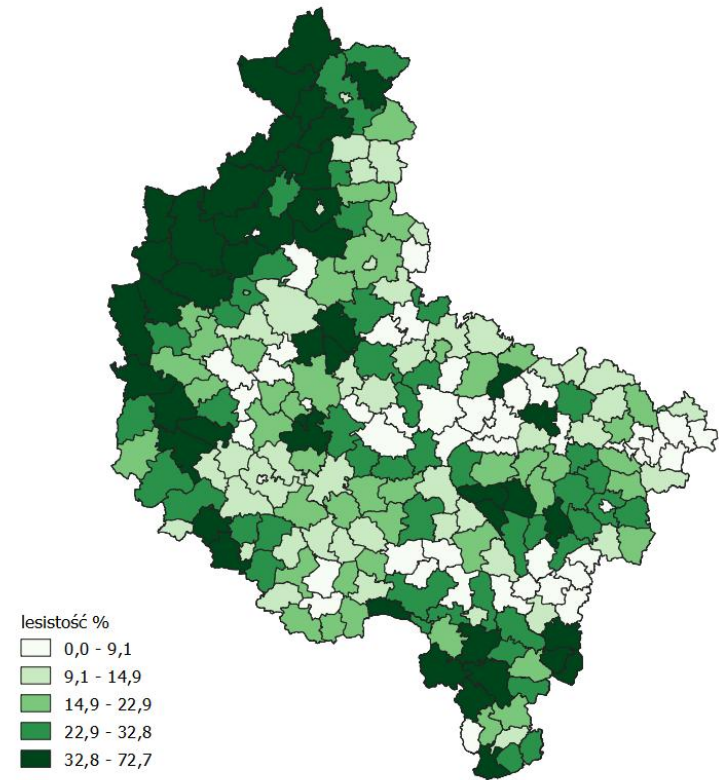 lesistość %
0,0 - 9,1
9,1 - 14,9
14,9 - 22,9
22,9 - 32,8
32,8 - 72,7